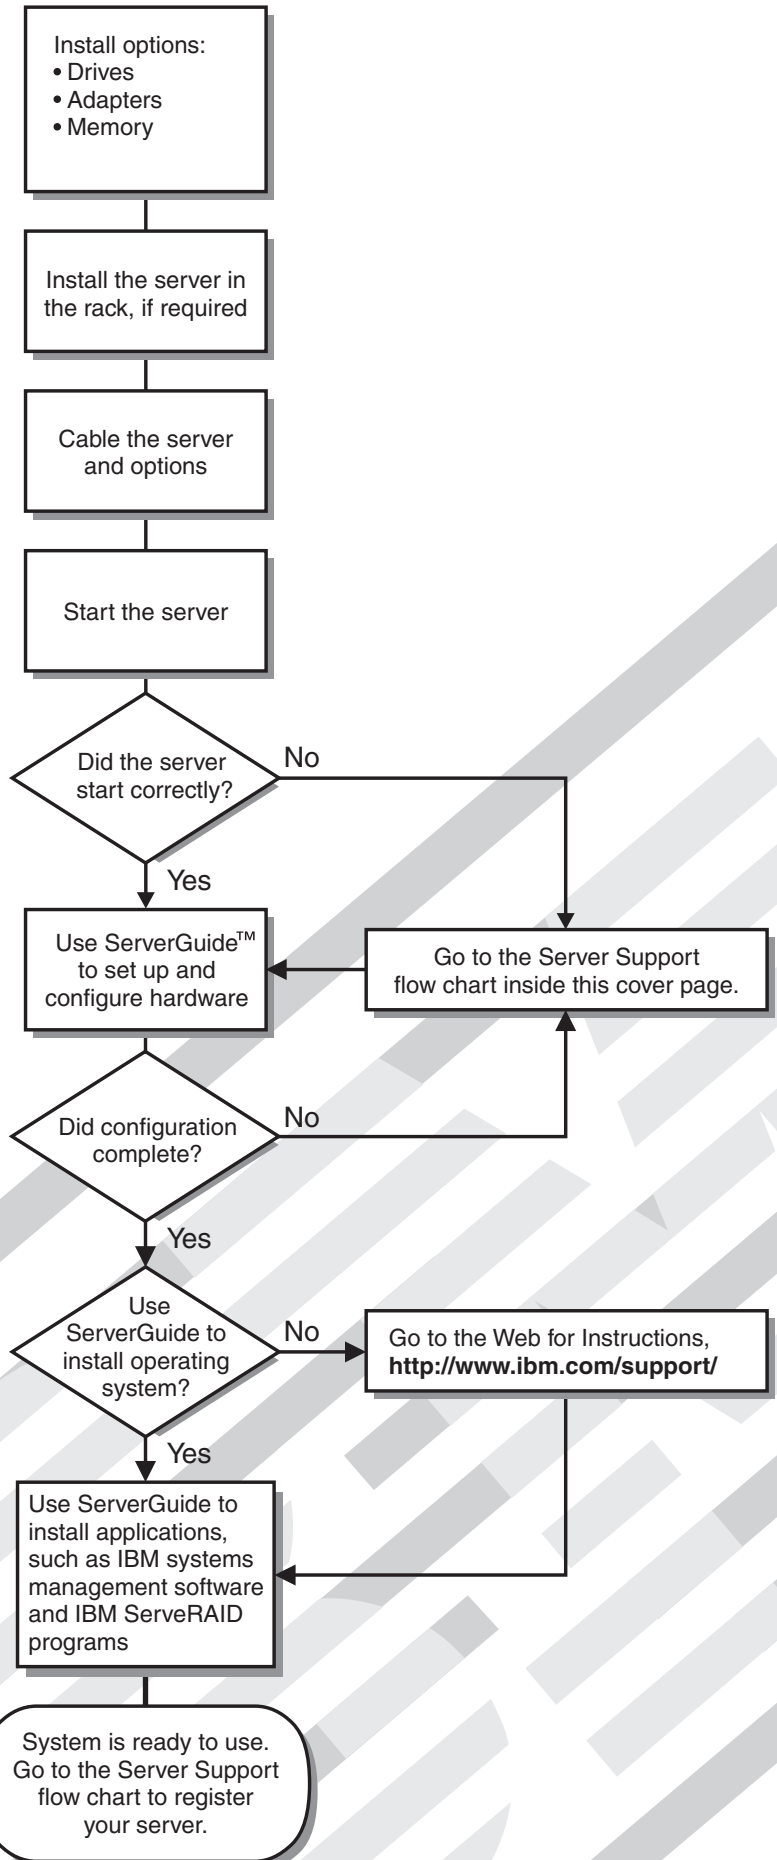 Install options:
• Drives
• Adapters
• Memory
Install the server in
the rack, if required
Cable the server
and options
Start the server
Did the server
start correctly?
No
Yes
Use ServerGuide™
to set up and
configure hardware
Go to the Server Support
flow chart inside this cover page.
Did configuration
complete?
No
Yes
Use
ServerGuide to
install operating
system?
No
Go to the Web for Instructions,
http://www.ibm.com/support/
Yes
Use ServerGuide to
install applications,
such as IBM systems
management software
and IBM ServeRAID
programs
System is ready to use.
Go to the Server Support
flow chart to register
your server.